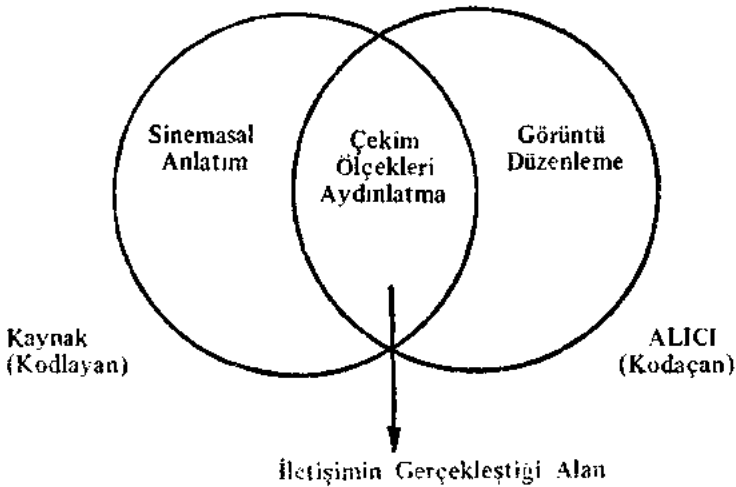 Sinemasal
Anlatım
Çekim
Ölçekleri
Aydınlatma
Görüntü
Düzenleme
Kaynak
(Kodlayan)
ALICI
(Kodaçan)
İletişimin Gerçekleştiği Alan